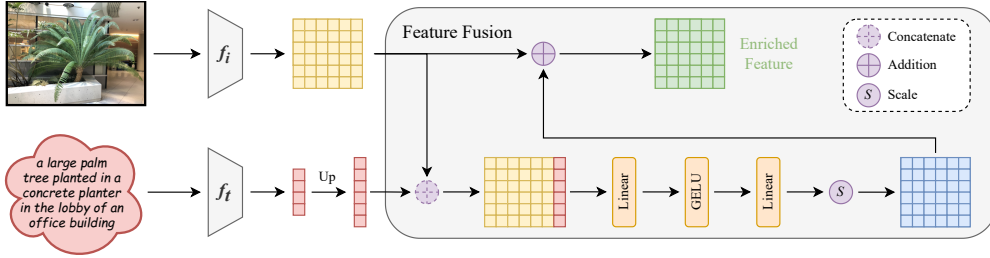 Feature Fusion
f_i
Enriched
Feature
Concatenate
Addition
S Scale
a large palm
tree planted in a
concrete planter
in the lobby of an
office building
f_t
Up
Linear
GELU
Linear
S